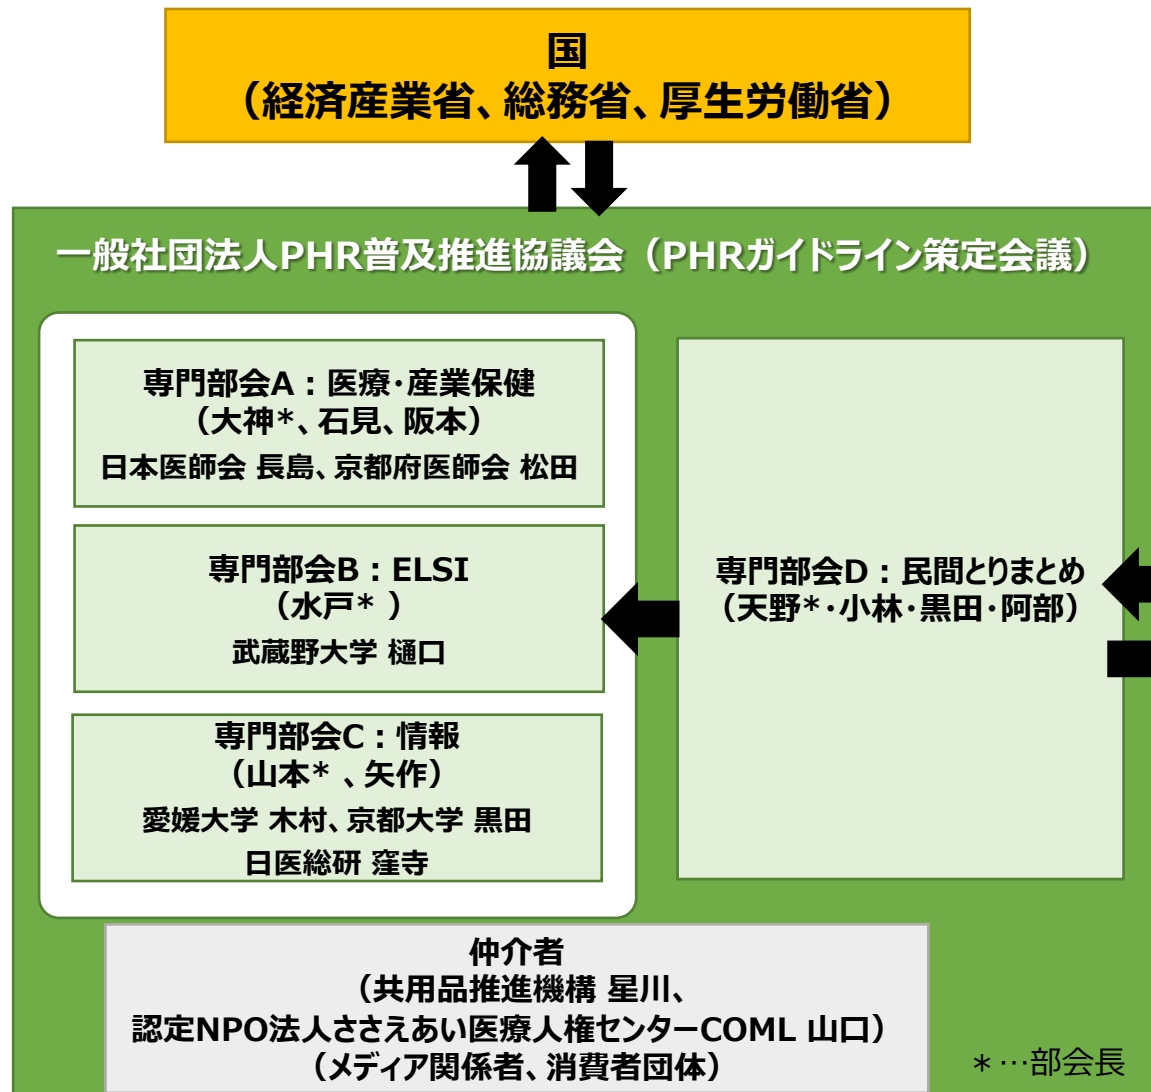 国
（経済産業省、総務省、厚生労働省）
一般社団法人PHR普及推進協議会（PHRガイドライン策定会議）
専門部会A：医療・産業保健
（大神*、石見、阪本）
日本医師会 長島、京都府医師会 松田
専門部会B：ELSI
（水戸* ）
武蔵野大学 樋口
専門部会C：情報
（山本* 、矢作）
愛媛大学 木村、京都大学 黒田
日医総研 窪寺
専門部会D：民間とりまとめ
（天野*・小林・黒田・阿部）
仲介者
（共用品推進機構 星川、
認定NPO法人ささえあい医療人権センターCOML 山口）
（メディア関係者、消費者団体）
＊…部会長